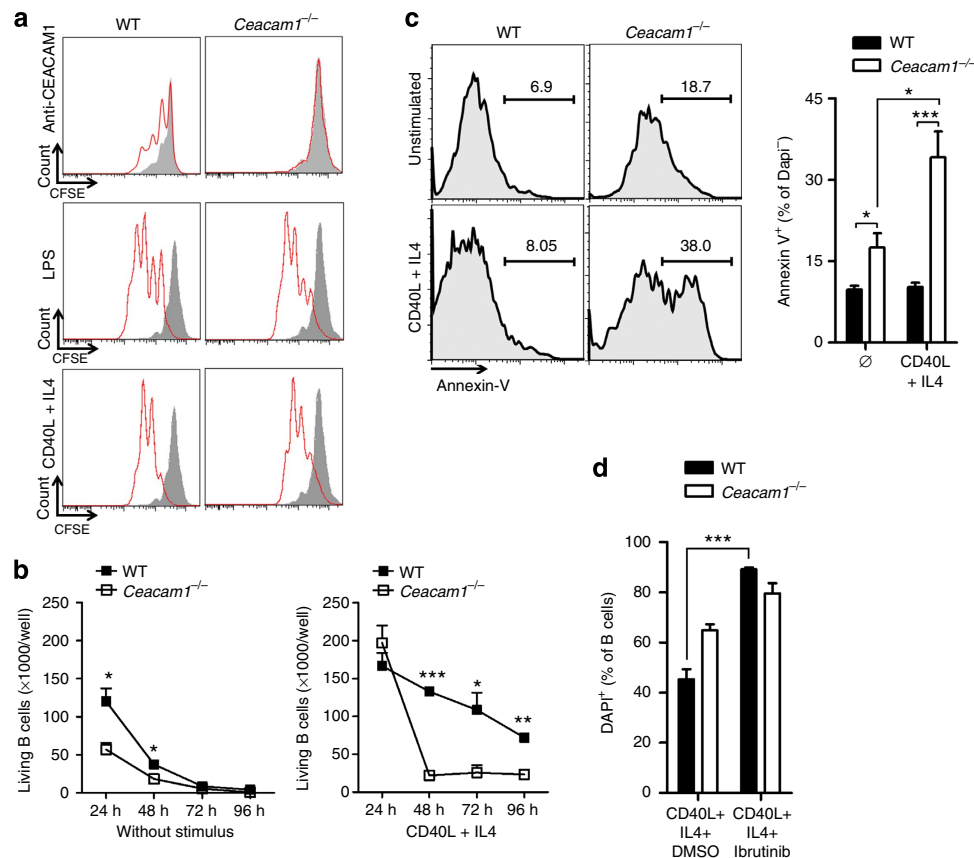 a
WT
Ceacam1–/–
Anti-CEACAM1
Count
CFSE
LPS
Count
CFSE
CD40L + IL4
Count
CFSE
b
WT
Ceacam1–/–
Living B cells (×1000/well)
250
200
150
100
50
0
*
*
24 h 48 h 72 h 96 h
Without stimulus
WT
Ceacam1–/–
Living B cells (×1000/well)
250
200
150
100
50
0
***
*
**
24 h 48 h 72 h 96 h
CD40L + IL4
c
WT
Ceacam1–/–
Unstimulated
6.9
18.7
CD40L + IL4
8.05
38.0
Annexin-V
WT
Ceacam1–/–
Annexin V+ (% of Dapi–)
45
30
15
0
*
*
***
∅
CD40L
+ IL4
d
WT
Ceacam1–/–
DAPI+ (% of B cells)
100
80
60
40
20
0
***
CD40L+ CD40L+
IL4+ IL4+
DMSO Ibrutinib